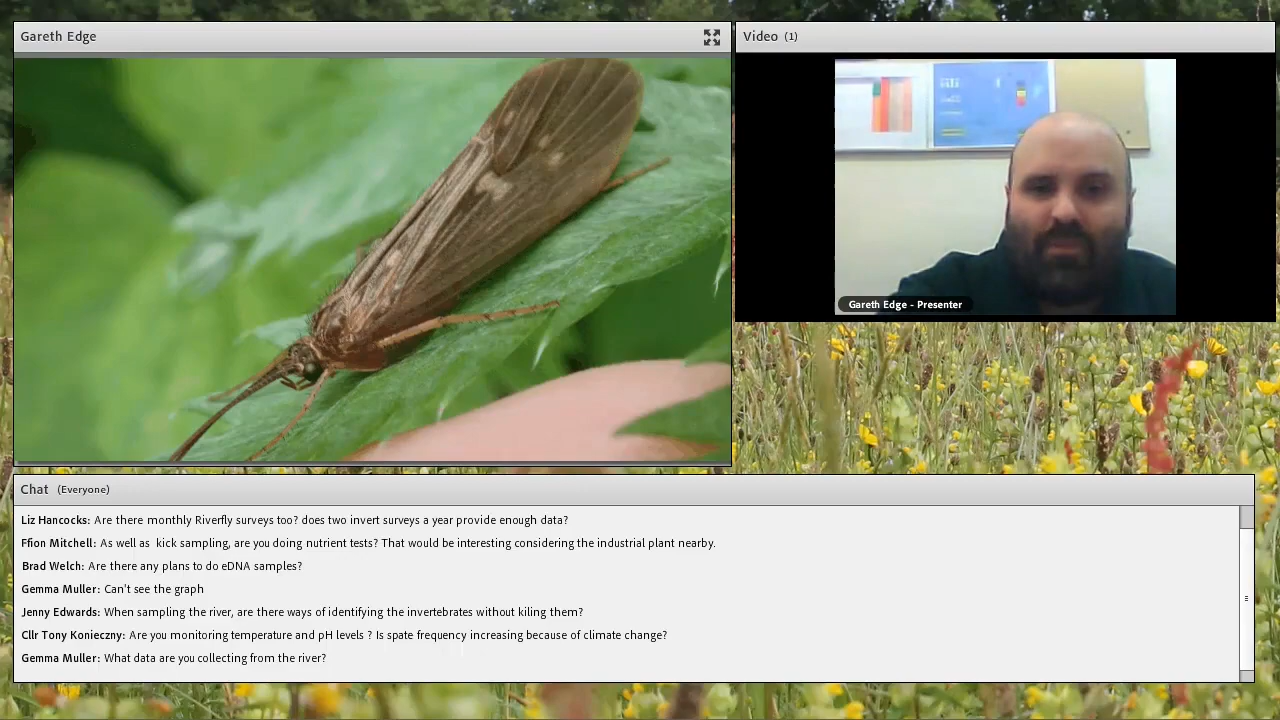 Gareth Edge
Video (1)
Gareth Edge - Presenter
Chat (Everyone)
Liz Hancocks: Are there monthly Riverfly surveys too? does two invert surveys a year provide enough data?
Ffion Mitchell: As well as kick sampling, are you doing nutrient tests? That would be interesting considering the industrial plant nearby.
Brad Welch: Are there any plans to do eDNA samples?
Gemma Muller: Can't see the graph
Jenny Edwards: When sampling the river, are there ways of identifying the invertebrates without kiling them?
Cllr Tony Konieczny: Are you monitoring temperature and pH levels ? Is spate frequency increasing because of climate change?
Gemma Muller: What data are you collecting from the river?